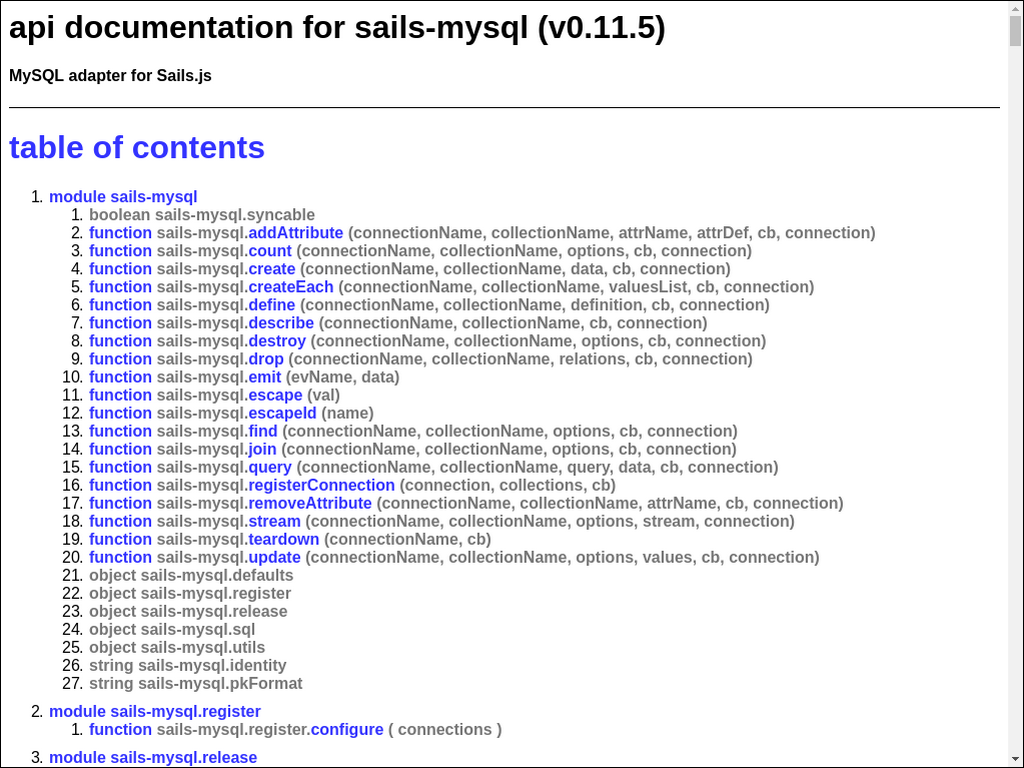 api documentation for sails-mysql (v0.11.5)
MySQL adapter for Sails.js
table of contents
1. module sails-mysql
1. boolean sails-mysql.syncable
2. function sails-mysql.addAttribute (connectionName, collectionName, attrName, attrDef, cb, connection)
3. function sails-mysql.count (connectionName, collectionName, options, cb, connection)
4. function sails-mysql.create (connectionName, collectionName, data, cb, connection)
5. function sails-mysql.createEach (connectionName, collectionName, valuesList, cb, connection)
6. function sails-mysql.define (connectionName, collectionName, definition, cb, connection)
7. function sails-mysql.describe (connectionName, collectionName, cb, connection)
8. function sails-mysql.destroy (connectionName, collectionName, options, cb, connection)
9. function sails-mysql.drop (connectionName, collectionName, relations, cb, connection)
10. function sails-mysql.emit (evName, data)
11. function sails-mysql.escape (val)
12. function sails-mysql.escapeId (name)
13. function sails-mysql.find (connectionName, collectionName, options, cb, connection)
14. function sails-mysql.join (connectionName, collectionName, options, cb, connection)
15. function sails-mysql.query (connectionName, collectionName, query, data, cb, connection)
16. function sails-mysql.registerConnection (connection, collections, cb)
17. function sails-mysql.removeAttribute (connectionName, collectionName, attrName, cb, connection)
18. function sails-mysql.stream (connectionName, collectionName, options, stream, connection)
19. function sails-mysql.teardown (connectionName, cb)
20. function sails-mysql.update (connectionName, collectionName, options, values, cb, connection)
21. object sails-mysql.defaults
22. object sails-mysql.register
23. object sails-mysql.release
24. object sails-mysql.sql
25. object sails-mysql.utils
26. string sails-mysql.identity
27. string sails-mysql.pkFormat
2. module sails-mysql.register
1. function sails-mysql.register.configure ( connections )
3. module sails-mysql.release